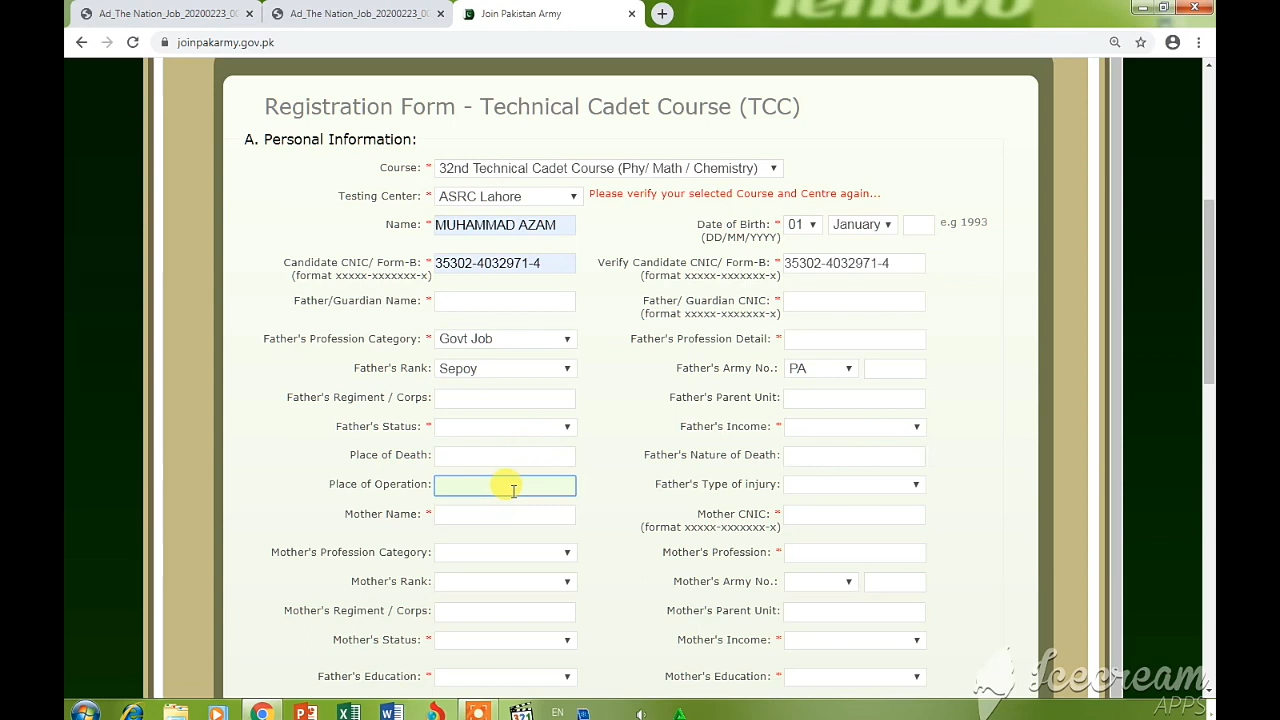 Ad_The Nation_Job_20200223_0
Ad_The Nation_Job_20200223_0
Join Pakistan Army
lenovo
joinpakarmy.gov.pk
Registration Form - Technical Cadet Course (TCC)
A. Personal Information:
Course: * 32nd Technical Cadet Course (Phy/ Math / Chemistry)
Testing Center: * ASRC Lahore Please verify your selected Course and Centre again...
Name: * MUHAMMAD AZAM Date of Birth: * 01 January e.g 1993
(DD/MM/YYYY)
Candidate CNIC/ Form-B: * 35302-4032971-4 Verify Candidate CNIC/ Form-B: * 35302-4032971-4
(format xxxxx-xxxxxxx-x) (format xxxxx-xxxxxxx-x)
Father/Guardian Name: * Father/ Guardian CNIC: *
(format xxxxx-xxxxxxx-x)
Father's Profession Category: * Govt Job Father's Profession Detail: *
Father's Rank: * Sepoy Father's Army No.: * PA
Father's Regiment / Corps: Father's Parent Unit:
Father's Status: * Father's Income: *
Place of Death: Father's Nature of Death:
Place of Operation: Father's Type of injury:
Mother Name: * Mother CNIC: *
(format xxxxx-xxxxxxx-x)
Mother's Profession Category: Mother's Profession: *
Mother's Rank: Mother's Army No.:
Mother's Regiment / Corps: Mother's Parent Unit:
Mother's Status: * Mother's Income: *
Father's Education: * Mother's Education: *
Icecream
APPS
EN